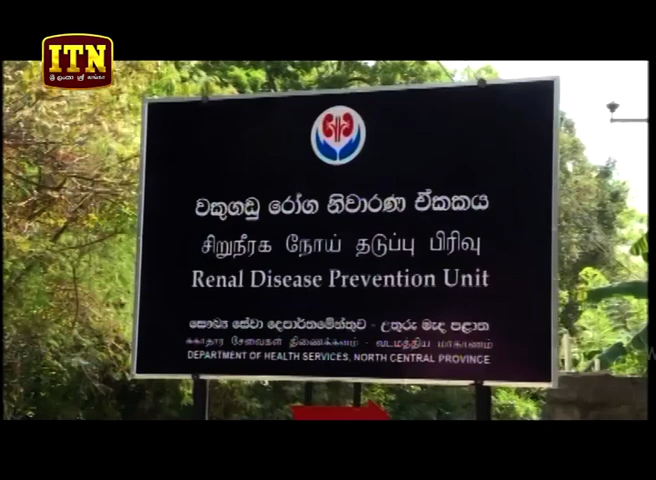 ITN
ශ්‍රී ලංකා ශ්‍රී ලංකා
වකුගඩු රෝග නිවාරණ ඒකකය
சிறுநீரக நோய் தடுப்பு பிரிவு
Renal Disease Prevention Unit
සෞඛ්‍ය සේවා දෙපාර්තමේන්තුව - උතුරු මැද පළාත
சுகாதார சேவைகள் திணைக்களம் - வடமத்திய மாகாணம்
DEPARTMENT OF HEALTH SERVICES, NORTH CENTRAL PROVINCE